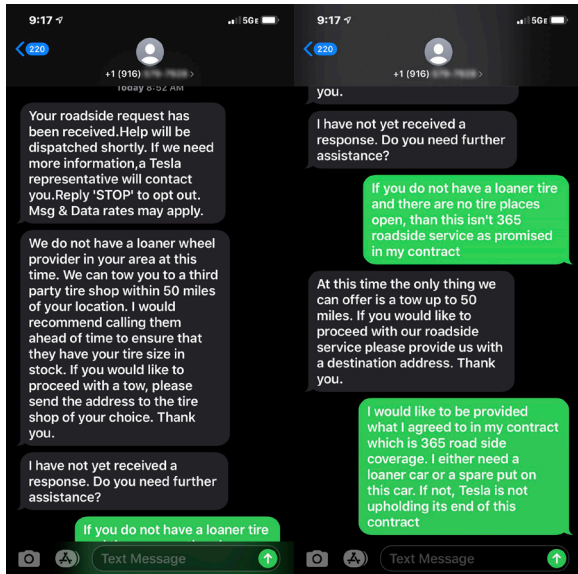 9:17
5GE
220
+1 (916)
Today 8:52 AM
Your roadside request has
been received.Help will be
dispatched shortly. If we need
more information,a Tesla
representative will contact
you.Reply 'STOP' to opt out.
Msg & Data rates may apply.
We do not have a loaner wheel
provider in your area at this
time. We can tow you to a third
party tire shop within 50 miles
of your location. I would
recommend calling them
ahead of time to ensure that
they have your tire size in
stock. If you would like to
proceed with a tow, please
send the address to the tire
shop of your choice. Thank
you.
I have not yet received a
response. Do you need further
assistance?
If you do not have a loaner tire
Text Message
9:17
5GE
220
+1 (916)
you.
I have not yet received a
response. Do you need further
assistance?
If you do not have a loaner tire
and there are no tire places
open, than this isn't 365
roadside service as promised
in my contract
At this time the only thing we
can offer is a tow up to 50
miles. If you would like to
proceed with our roadside
service please provide us with
a destination address. Thank
you.
I would like to be provided
what I agreed to in my contract
which is 365 road side
coverage. I either need a
loaner car or a spare put on
this car. If not, Tesla is not
upholding its end of this
contract
Text Message